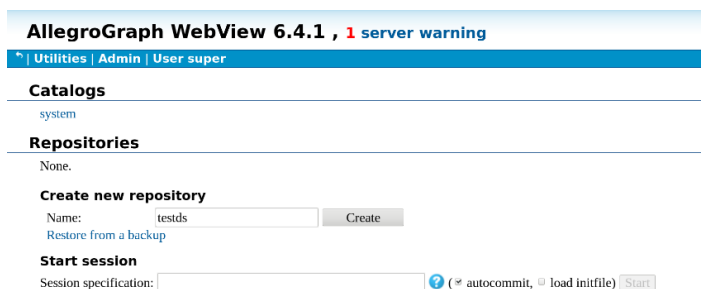 AllegroGraph WebView 6.4.1 , 1 server warning
| Utilities | Admin | User super
Catalogs
system
Repositories
None.
Create new repository
Name: testds Create
Restore from a backup
Start session
Session specification: ? ( autocommit, load initfile) Start